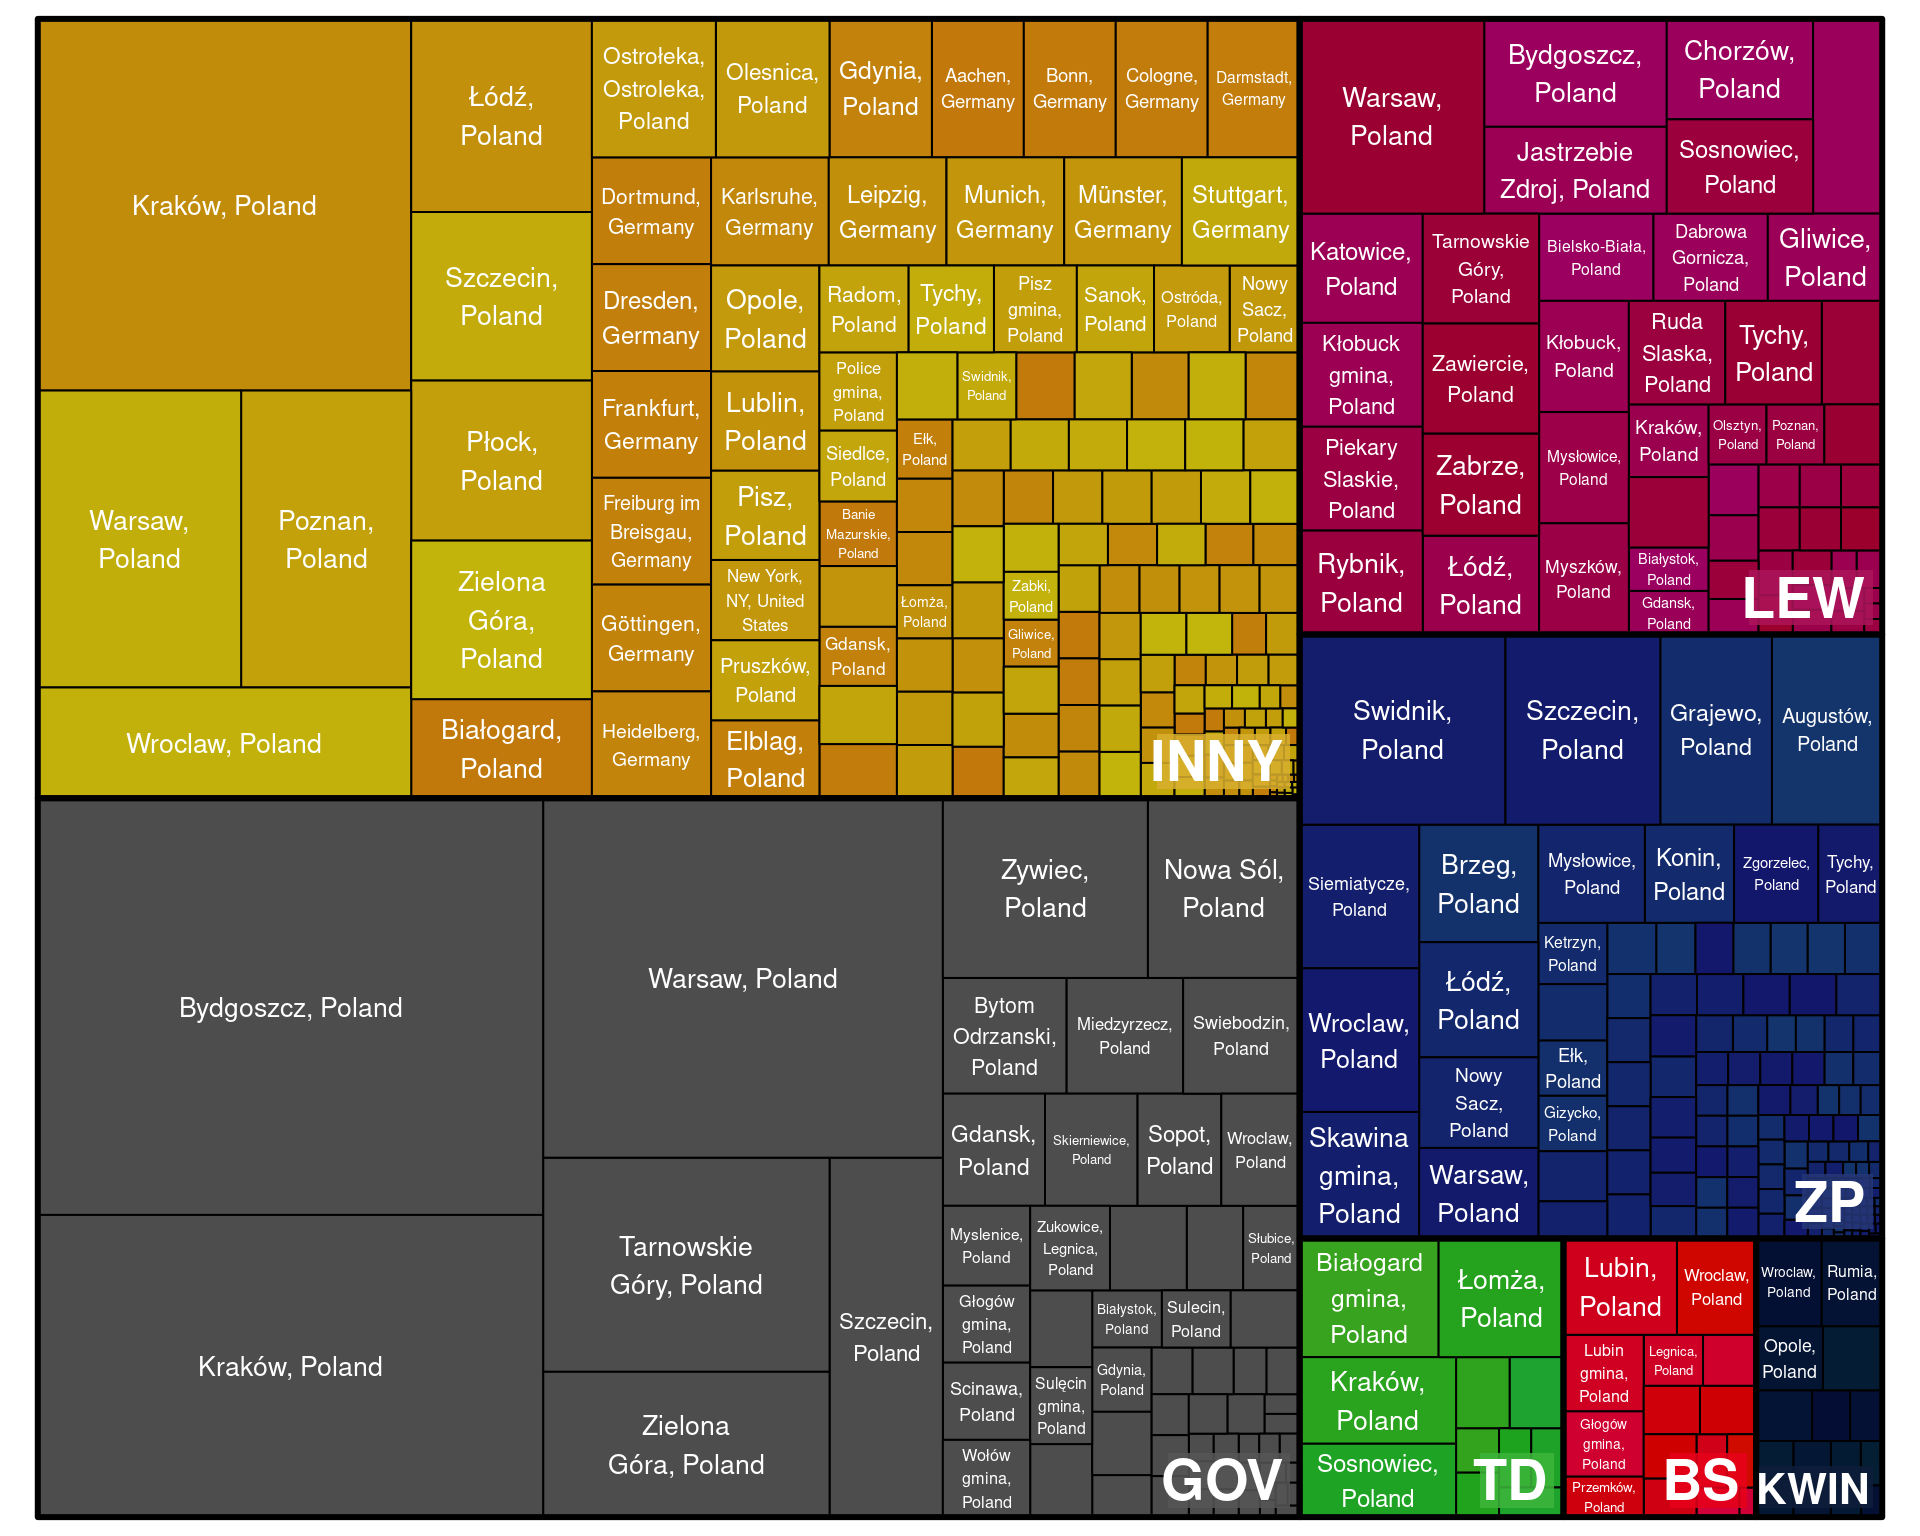 Kraków, Poland
Warsaw,
Poland
Poznan,
Poland
Wroclaw, Poland
Łódź,
Poland
Szczecin,
Poland
Płock,
Poland
Zielona
Góra,
Poland
Białogard,
Poland
Ostrołeka,
Ostroleka,
Poland
Olesnica,
Poland
Gdynia,
Poland
Aachen,
Germany
Bonn,
Germany
Cologne,
Germany
Darmstadt,
Germany
Dortmund,
Germany
Karlsruhe,
Germany
Leipzig,
Germany
Munich,
Germany
Münster,
Germany
Stuttgart,
Germany
Dresden,
Germany
Frankfurt,
Germany
Freiburg im
Breisgau,
Germany
Göttingen,
Germany
Heidelberg,
Germany
Opole,
Poland
Lublin,
Poland
Pisz,
Poland
New York,
NY, United
States
Pruszków,
Poland
Elblag,
Poland
Radom,
Poland
Tychy,
Poland
Pisz
gmina,
Poland
Sanok,
Poland
Ostróda,
Poland
Nowy
Sacz,
Poland
Police
gmina,
Poland
Siedlce,
Poland
Banie
Mazurskie,
Poland
Gdansk,
Poland
Swidnik,
Poland
Ełk,
Poland
Łomża,
Poland
Zabki,
Poland
Gliwice,
Poland
INNY
Warsaw,
Poland
Bydgoszcz,
Poland
Jastrzebie
Zdroj, Poland
Chorzów,
Poland
Sosnowiec,
Poland
Katowice,
Poland
Kłobuck
gmina,
Poland
Piekary
Slaskie,
Poland
Rybnik,
Poland
Tarnowskie
Góry,
Poland
Zawiercie,
Poland
Zabrze,
Poland
Łódź,
Poland
Bielsko-Biała,
Poland
Dabrowa
Gornicza,
Poland
Gliwice,
Poland
Kłobuck,
Poland
Mysłowice,
Poland
Myszków,
Poland
Ruda
Slaska,
Poland
Tychy,
Poland
Kraków,
Poland
Olsztyn,
Poland
Poznan,
Poland
Białystok,
Poland
Gdansk,
Poland
LEW
Bydgoszcz, Poland
Kraków, Poland
Warsaw, Poland
Tarnowskie
Góry, Poland
Zielona
Góra, Poland
Szczecin,
Poland
Zywiec,
Poland
Nowa Sól,
Poland
Bytom
Odrzanski,
Poland
Miedzyrzecz,
Poland
Swiebodzin,
Poland
Gdansk,
Poland
Skierniewice,
Poland
Sopot,
Poland
Wroclaw,
Poland
Myslenice,
Poland
Głogów
gmina,
Poland
Scinawa,
Poland
Wołów
gmina,
Poland
Zukowice,
Legnica,
Poland
Słubice,
Poland
Sulęcin
gmina,
Poland
Białystok,
Poland
Sulecin,
Poland
Gdynia,
Poland
GOV
Swidnik,
Poland
Szczecin,
Poland
Grajewo,
Poland
Augustów,
Poland
Siemiatycze,
Poland
Wroclaw,
Poland
Skawina
gmina,
Poland
Brzeg,
Poland
Łódź,
Poland
Nowy
Sacz,
Poland
Warsaw,
Poland
Mysłowice,
Poland
Konin,
Poland
Zgorzelec,
Poland
Tychy,
Poland
Ketrzyn,
Poland
Ełk,
Poland
Gizycko,
Poland
ZP
Białogard
gmina,
Poland
Łomża,
Poland
Kraków,
Poland
Sosnowiec,
Poland
TD
Lubin,
Poland
Wroclaw,
Poland
Lubin
gmina,
Poland
Legnica,
Poland
Głogów
gmina,
Poland
Przemków,
Poland
BS
Wroclaw,
Poland
Rumia,
Poland
Opole,
Poland
KWIN